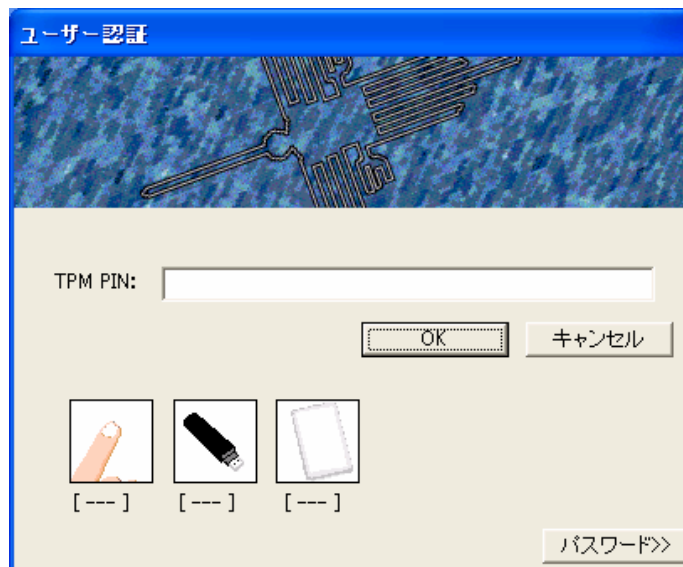 ユーザー認証
TPM PIN:
OK キャンセル
[ --- ] [ --- ] [ --- ]
パスワード>>